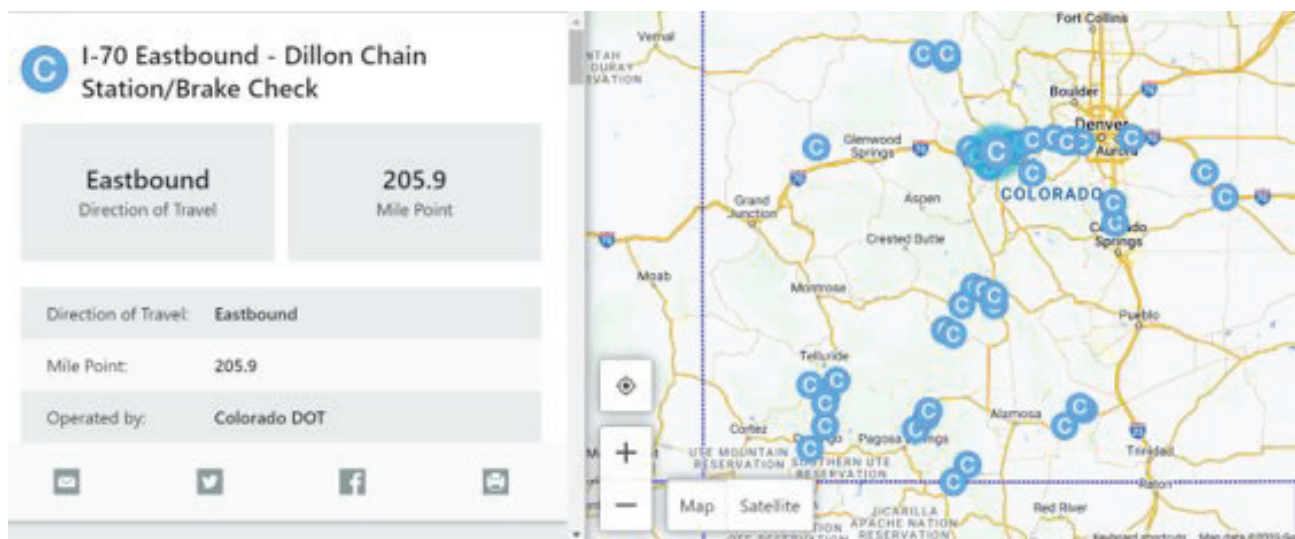 C I-70 Eastbound - Dillon Chain
Station/Brake Check
Eastbound
Direction of Travel
205.9
Mile Point
Direction of Travel: Eastbound
Mile Point: 205.9
Operated by: Colorado DOT
Fort Collins
Vernal
Boulder
Denver
Glenwood
Springs
70
COLORADO
Aspen
Grand
Junction
Crested Butte
Springs
Moab
Montrose
Pueblo
Telluride
Alamosa
Cortez
Pagosa Springs
UTE MOUNTAIN
RESERVATION
SOUTHERN UTE
RESERVATION
Trinidad
Raton
Map Satellite
Red River
JICARILLA
APACHE NATION
RESERVATION
Keyboard shortcuts